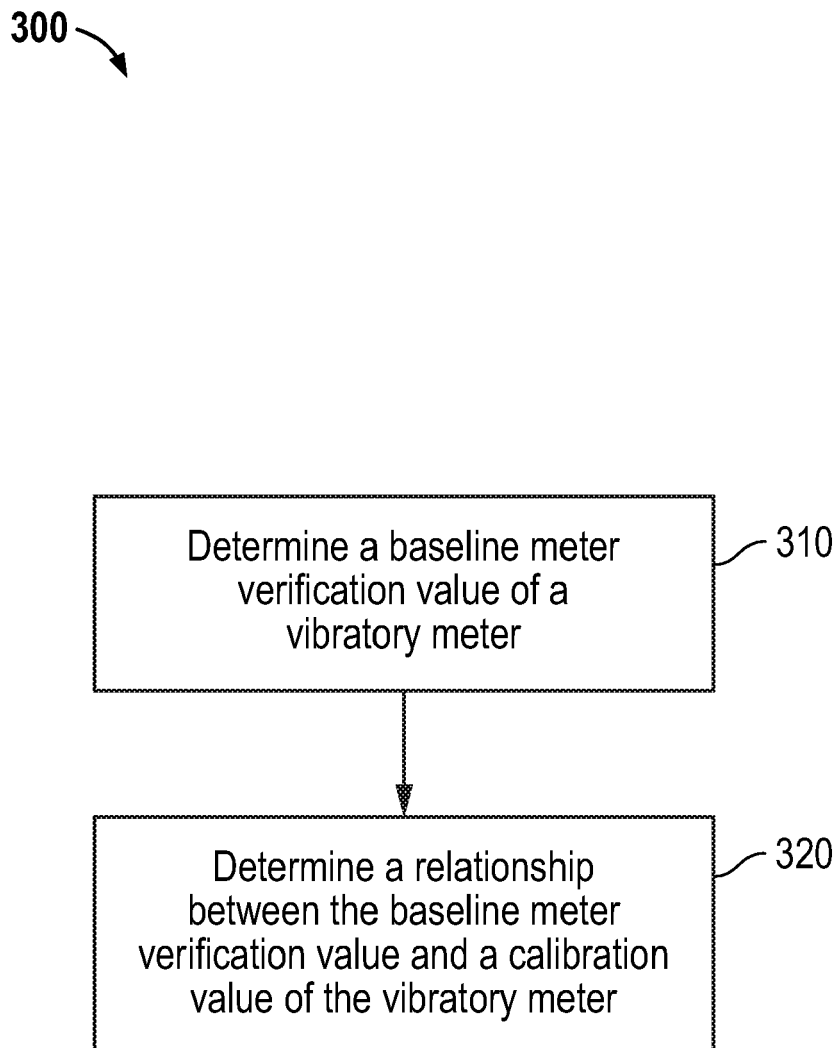 300
Determine a baseline meter
verification value of a
vibratory meter
310
Determine a relationship
between the baseline meter
verification value and a calibration
value of the vibratory meter
320